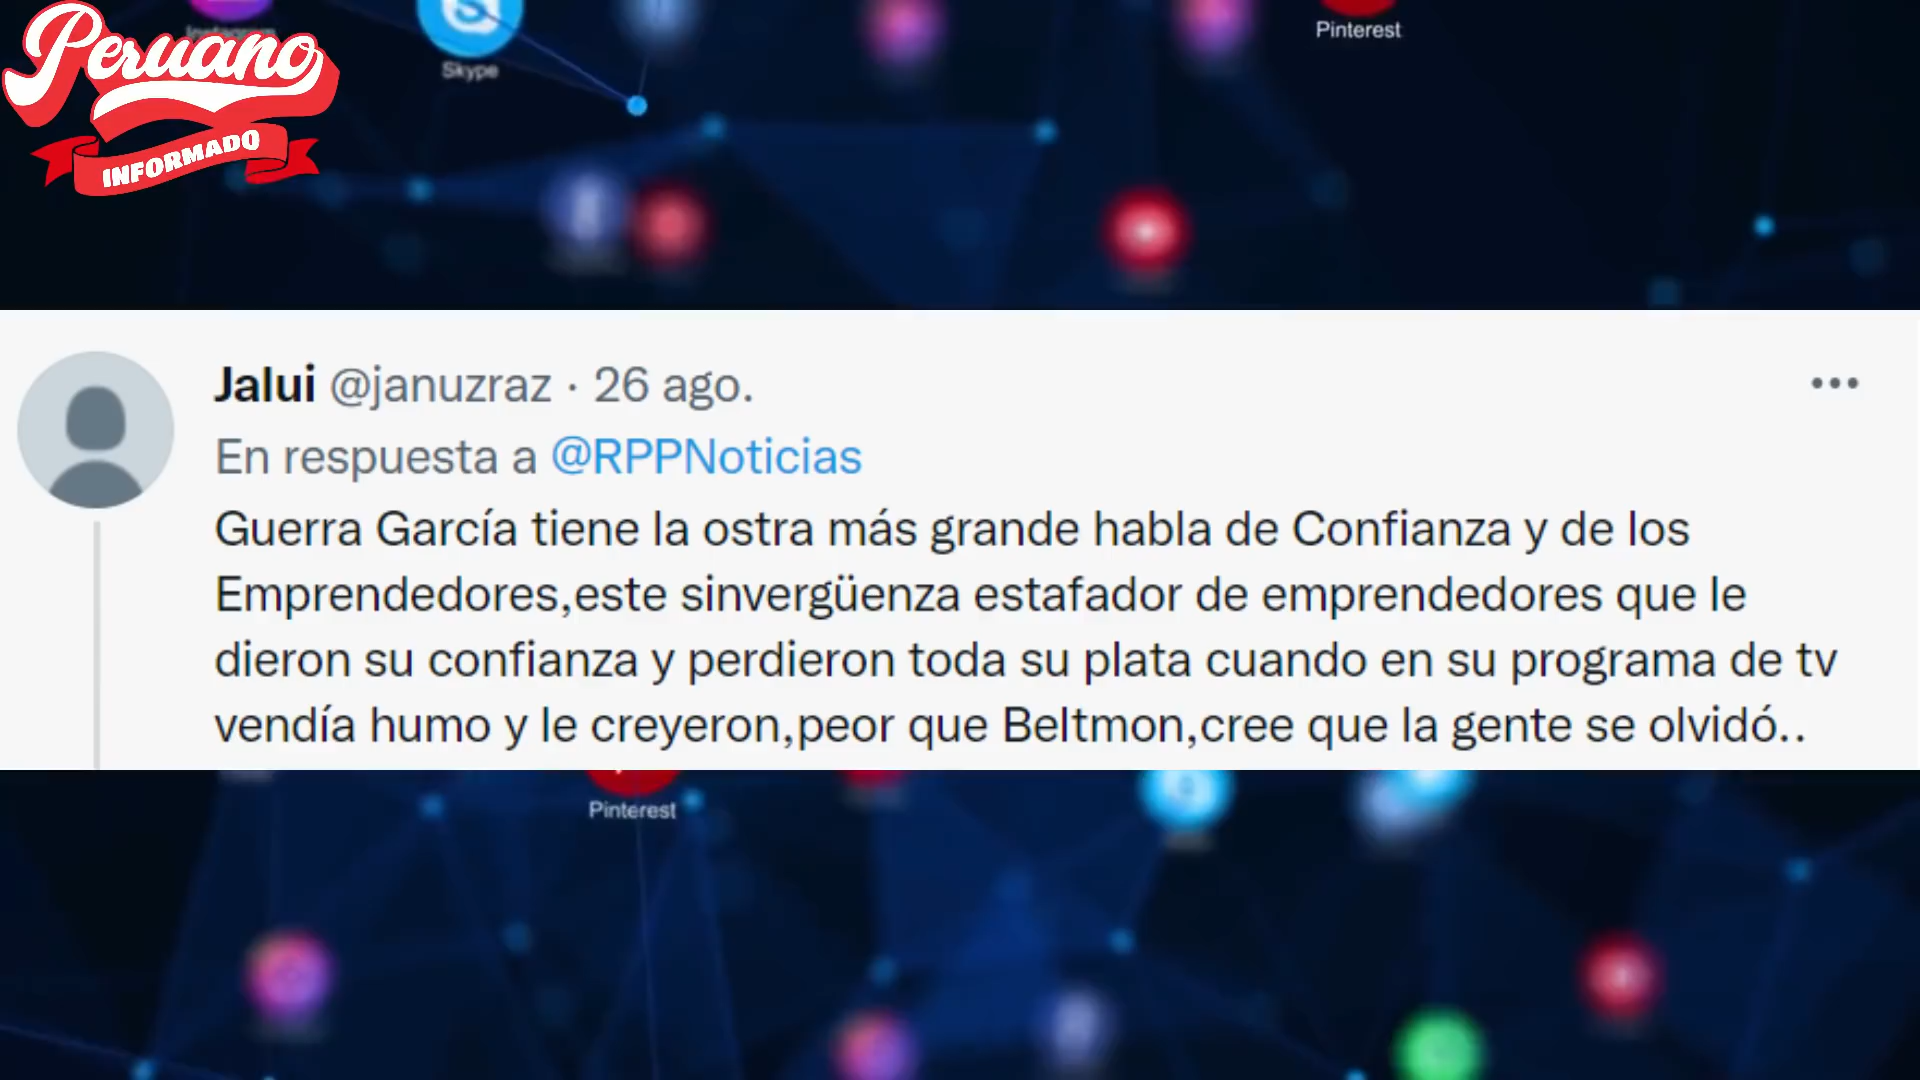 Peruano
INFORMADO
Skype
Pinterest
Jalui @januzraz · 26 ago.
En respuesta a @RPPNoticias
Guerra García tiene la ostra más grande habla de Confianza y de los
Emprendedores,este sinvergüenza estafador de emprendedores que le
dieron su confianza y perdieron toda su plata cuando en su programa de tv
vendía humo y le creyeron,peor que Beltmon,cree que la gente se olvidó..
Pinterest